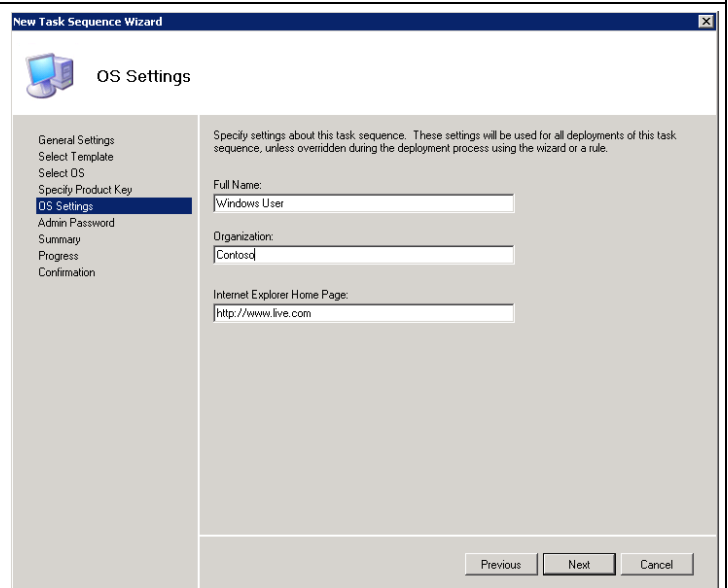 New Task Sequence Wizard
OS Settings
General Settings
Select Template
Select OS
Specify Product Key
OS Settings
Admin Password
Summary
Progress
Confirmation
Specify settings about this task sequence. These settings will be used for all deployments of this task
sequence, unless overridden during the deployment process using the wizard or a rule.
Full Name:
Windows User
Organization:
Contoso
Internet Explorer Home Page:
http://www.live.com
Previous
Next
Cancel